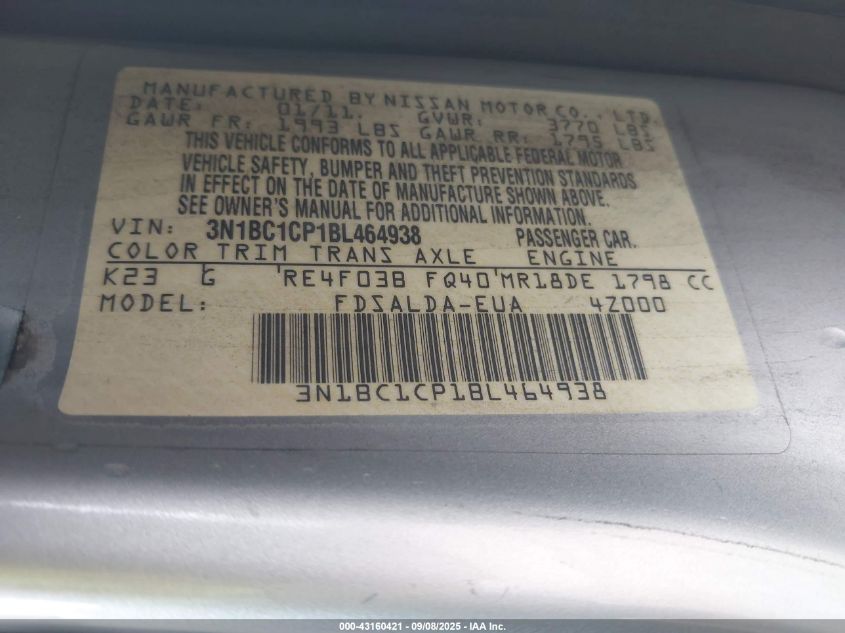 MANUFACTURED BY NISSAN MOTOR CO., LTD.
DATE: 01/11. GVWR: 3770 LBS
GAWR FR: 1993 LBS GAWR RR: 1795 LBS
THIS VEHICLE CONFORMS TO ALL APPLICABLE FEDERAL MOTOR
VEHICLE SAFETY, BUMPER AND THEFT PREVENTION STANDARDS
IN EFFECT ON THE DATE OF MANUFACTURE SHOWN ABOVE.
SEE OWNER'S MANUAL FOR ADDITIONAL INFORMATION.
VIN: 3N1BC1CP1BL464938 PASSENGER CAR.
COLOR TRIM TRANS AXLE ENGINE
K23 G 'RE4F03B FQ40'MR18DE 1798 CC
MODEL: FDSALDA-EUA 4Z000
3N1BC1CP1BL464938
000-43160421 - 09/08/2025 - IAA Inc.